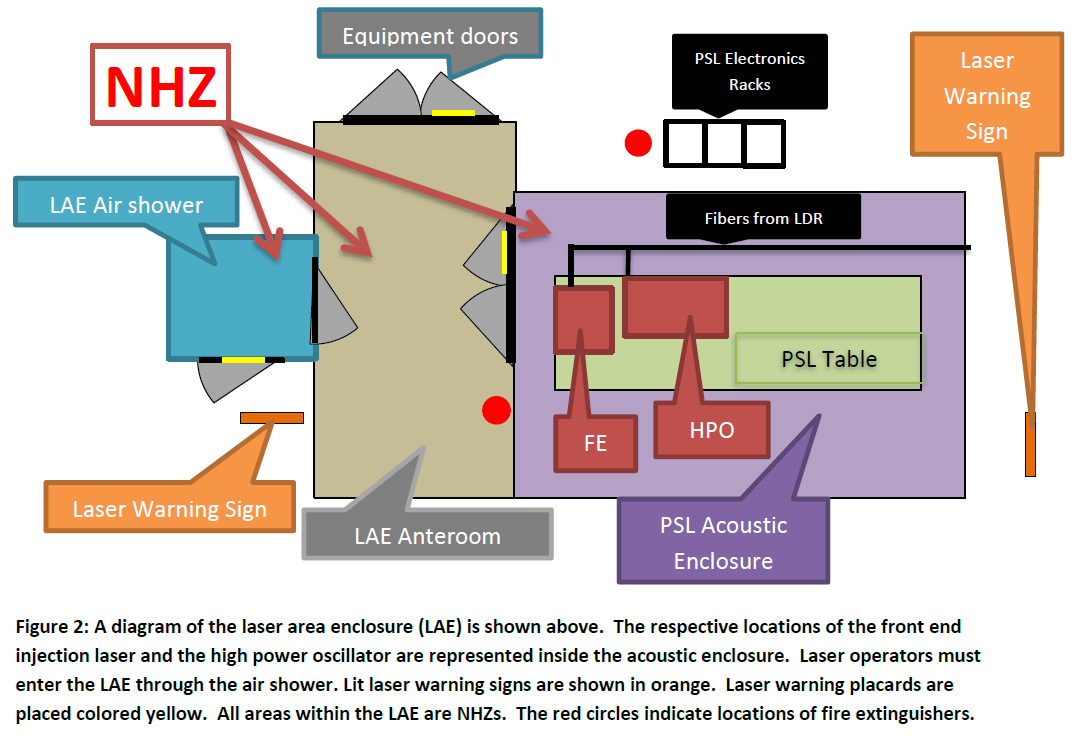 Equipment doors
NHZ
PSL Electronics
Racks
Laser
Warning
Sign
LAE Air shower
Fibers from LDR
PSL Table
FE
HPO
Laser Warning Sign
LAE Anteroom
PSL Acoustic
Enclosure
Figure 2: A diagram of the laser area enclosure (LAE) is shown above.  The respective locations of the front end
injection laser and the high power oscillator are represented inside the acoustic enclosure.  Laser operators must
enter the LAE through the air shower. Lit laser warning signs are shown in orange.  Laser warning placards are
placed colored yellow.  All areas within the LAE are NHZs.  The red circles indicate locations of fire extinguishers.